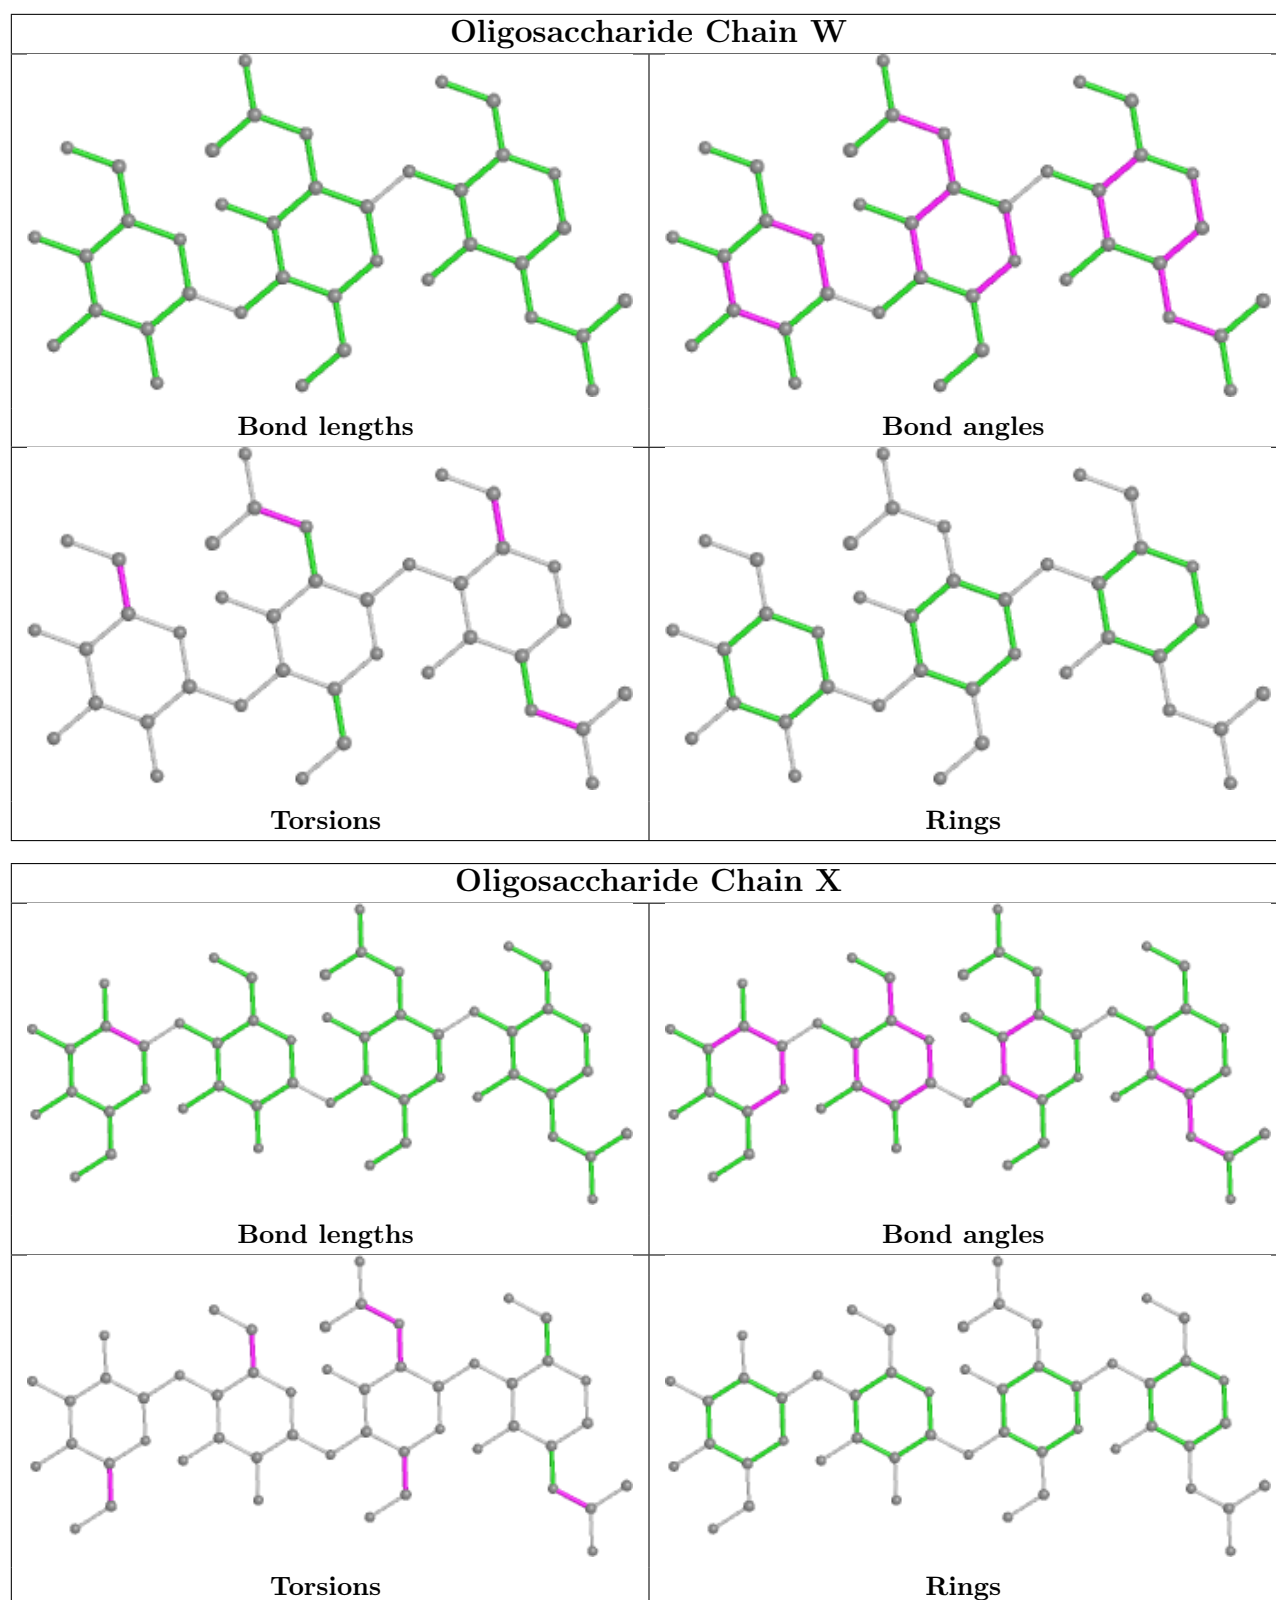 Oligosaccharide Chain W
Bond lengths
Bond angles
Torsions
Rings
Oligosaccharide Chain X
Bond lengths
Bond angles
Torsions
Rings